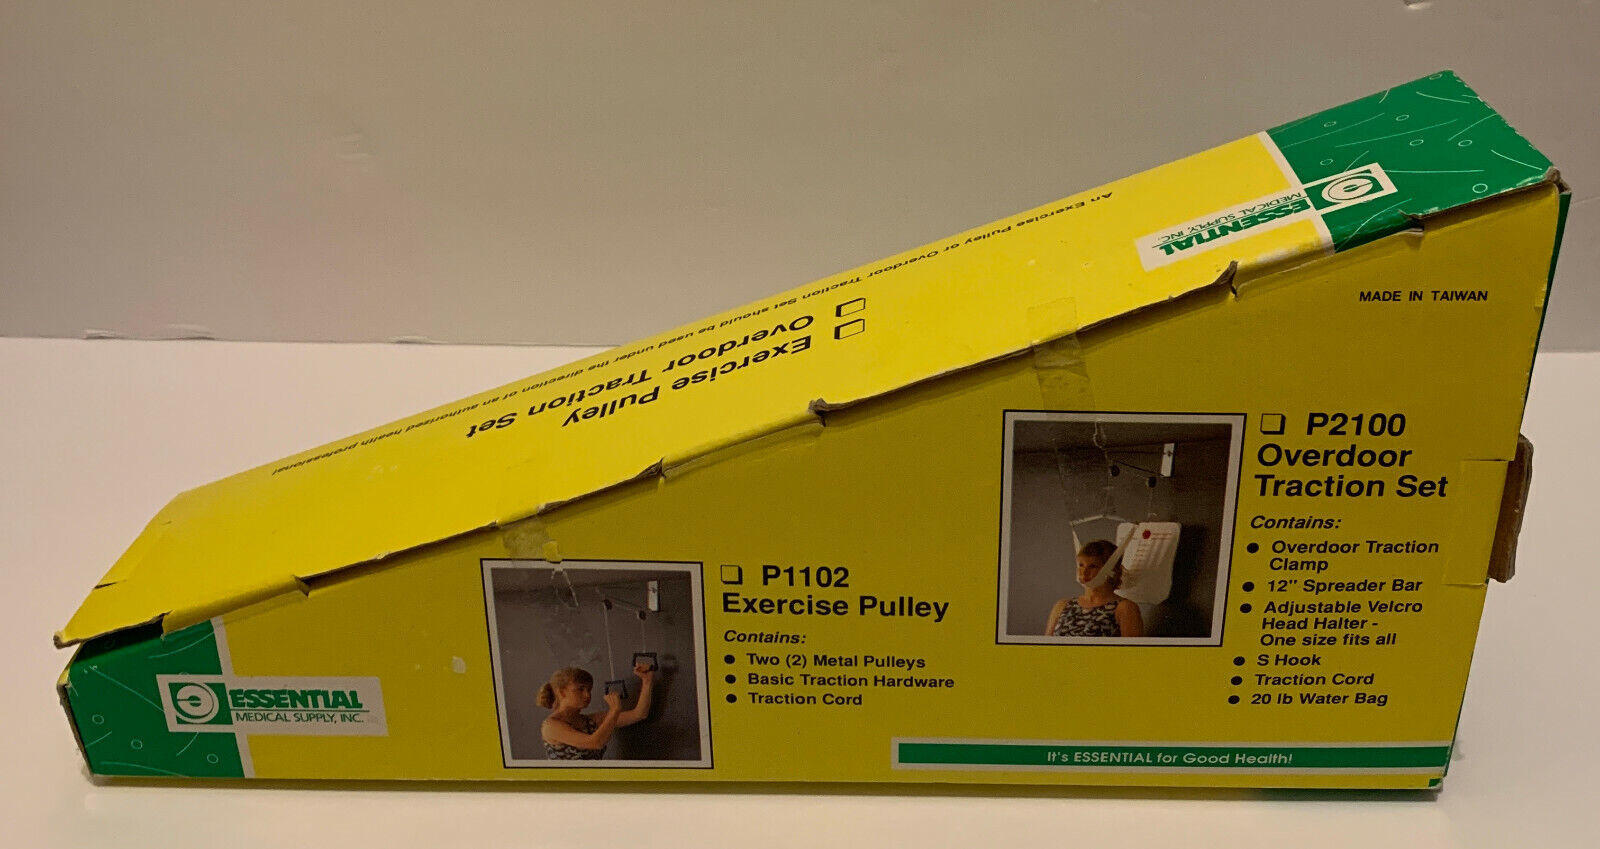 An Exercise Pulley or Overdoor Traction Set should be used under the direction of an authorized health professional
Exercise Pulley
Overdoor Traction Set
ESSENTIAL
MEDICAL SUPPLY, INC.
MADE IN TAIWAN
P2100
Overdoor
Traction Set
Contains:
● Overdoor Traction
Clamp
● 12" Spreader Bar
● Adjustable Velcro
Head Halter -
One size fits all
● S Hook
● Traction Cord
● 20 lb Water Bag
P1102
Exercise Pulley
Contains:
● Two (2) Metal Pulleys
● Basic Traction Hardware
● Traction Cord
ESSENTIAL
MEDICAL SUPPLY, INC.
It's ESSENTIAL for Good Health!